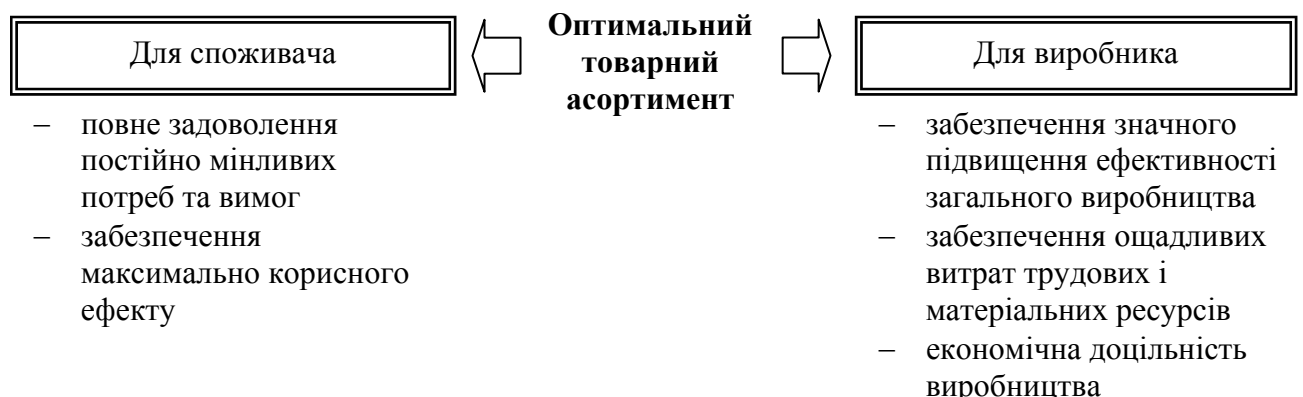 Для споживача
– повне задоволення
постійно мінливих
потреб та вимог
– забезпечення
максимально корисного
ефекту
Оптимальний
товарний
асортимент
Для виробника
– забезпечення значного
підвищення ефективності
загального виробництва
– забезпечення ощадливих
витрат трудових і
матеріальних ресурсів
– економічна доцільність
виробництва